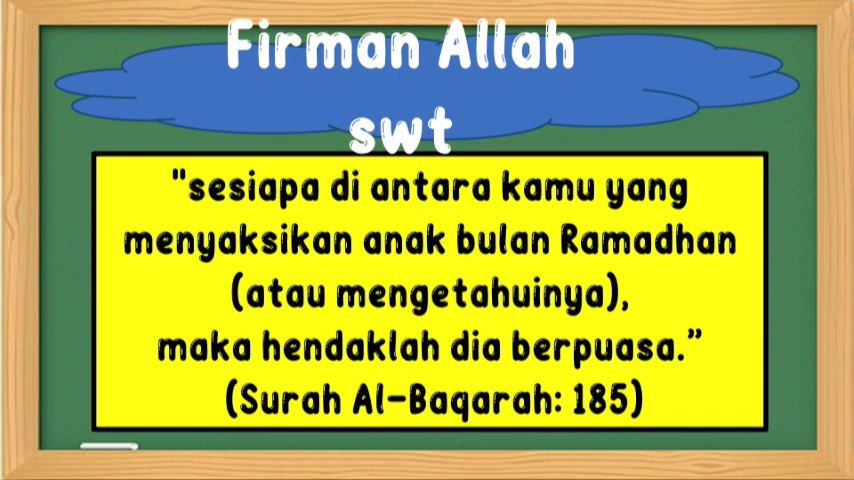 Firman Allah
swt
"sesiapa di antara kamu yang
menyaksikan anak bulan Ramadhan
(atau mengetahuinya),
maka hendaklah dia berpuasa.”
(Surah Al-Baqarah: 185)